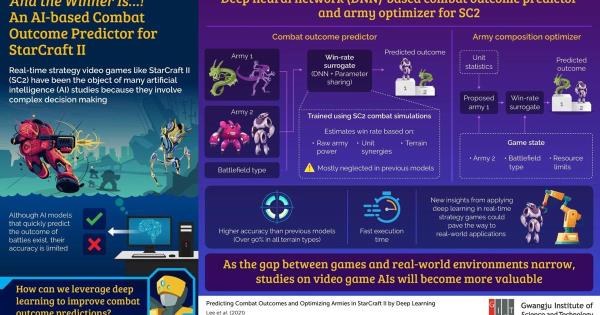 And the Winner Is...!
An AI-based Combat
Outcome Predictor for
StarCraft II
Real-time strategy video games like StarCraft II
(SC2) have been the object of many artificial
intelligence (AI) studies because they involve
complex decision making
Although AI models
that quickly predict
the outcome of
battles exist, their
accuracy is limited
How can we leverage deep
learning to improve combat
outcome predictions?
Deep neural network (DNN)-based combat outcome predictor
and army optimizer for SC2
Combat outcome predictor
Army 1
Army 2
Battlefield type
Win-rate
surrogate
(DNN + Parameter
sharing)
Predicted outcome
1
2
Trained using SC2 combat simulations
Estimates win rate based on:
• Raw army
power
• Unit
synergies
• Terrain
Mostly neglected in previous models
Army composition optimizer
Unit
statistics
Proposed
army 1
Win-rate
surrogate
Predicted
outcome
1
2
Game state
• Army 2
• Battlefield
type
• Resource
limits
Higher accuracy than previous models
(Over 90% in all terrain types)
Fast execution
time
New insights from applying
deep learning in real-time
strategy games could
pave the way to
real-world applications
As the gap between games and real-world environments narrow,
studies on video game AIs will become more valuable
Predicting Combat Outcomes and Optimizing Armies in StarCraft II by Deep Learning
Lee et al. (2021)
Gwangju Institute of
Science and Technology